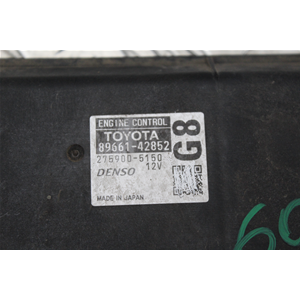 ENGINE CONTROL
TOYOTA
89661-42852
G8
275900-5150
12V
DENSO
MADE IN JAPAN